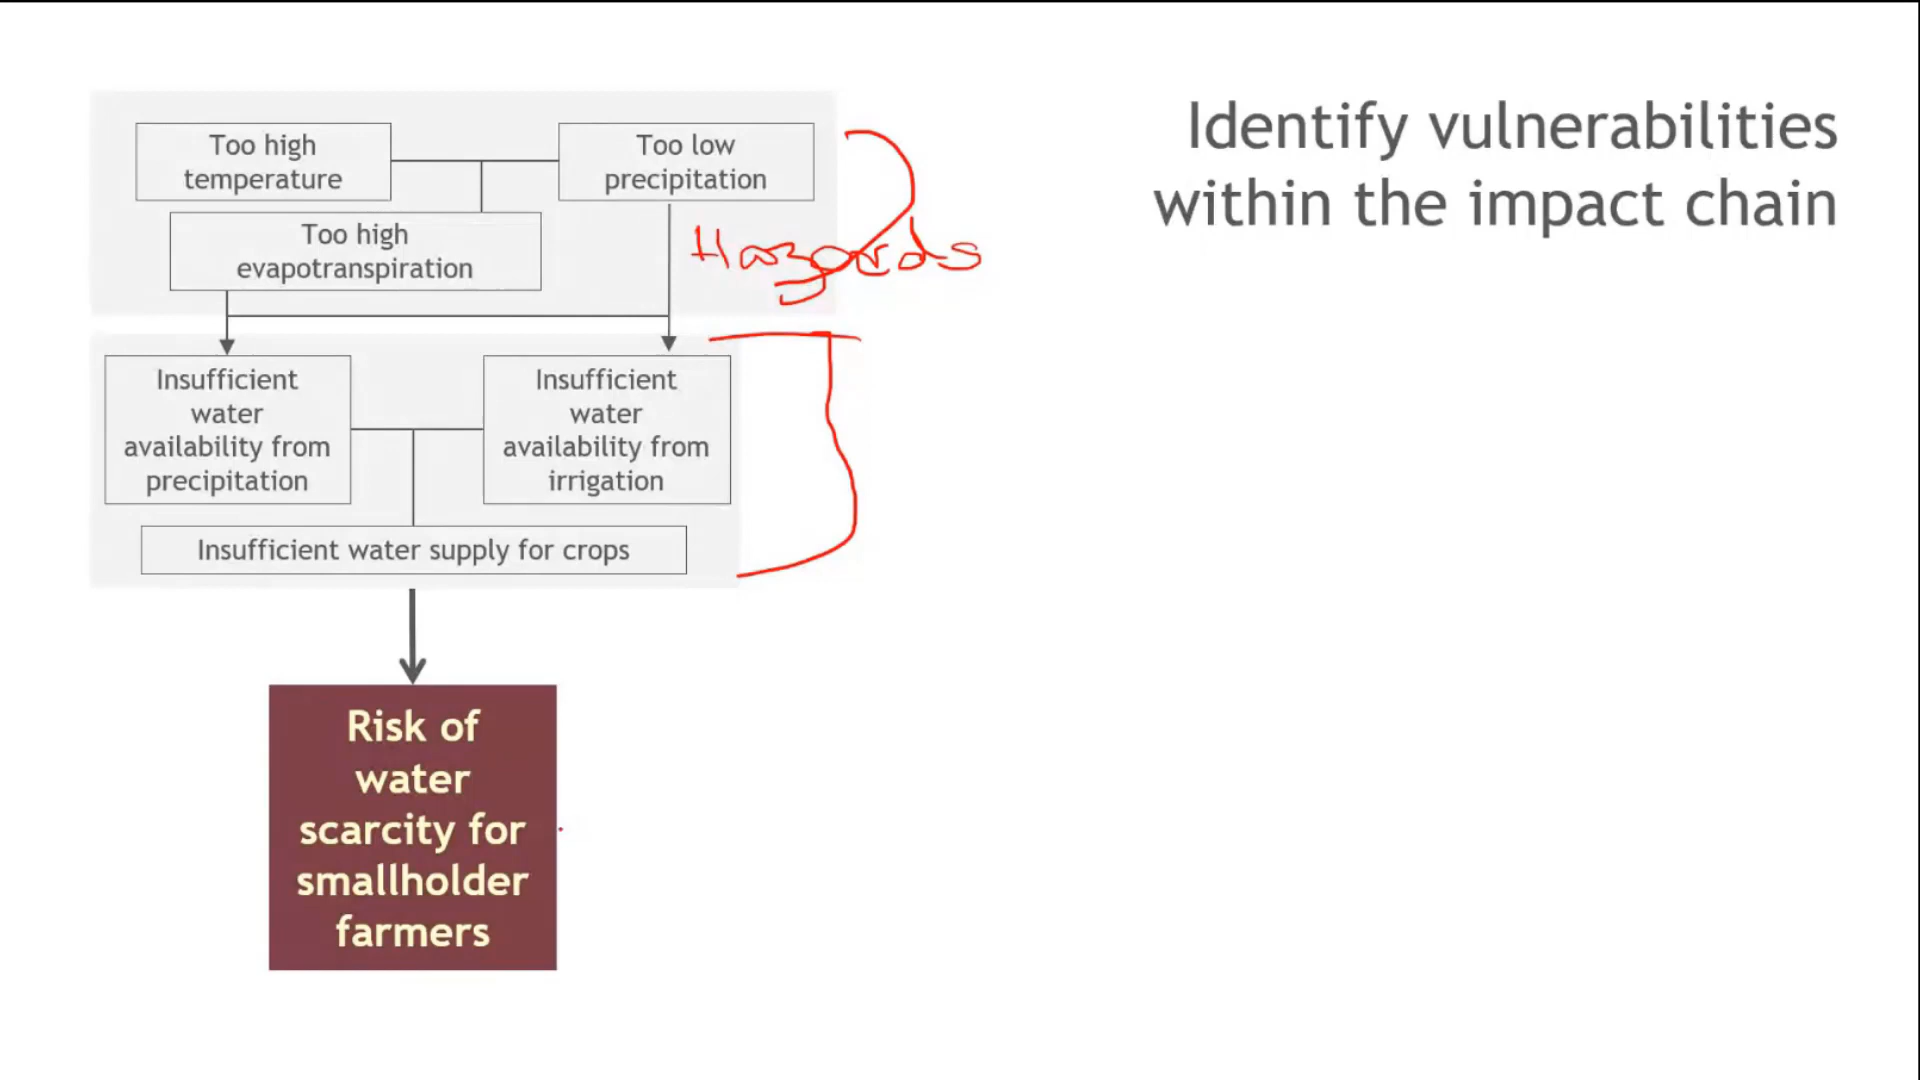 Identify vulnerabilities
within the impact chain
Too high
temperature
Too low
precipitation
Too high
evapotranspiration
Hazards
Insufficient
water
availability from
precipitation
Insufficient
water
availability from
irrigation
Insufficient water supply for crops
Risk of
water
scarcity for
smallholder
farmers